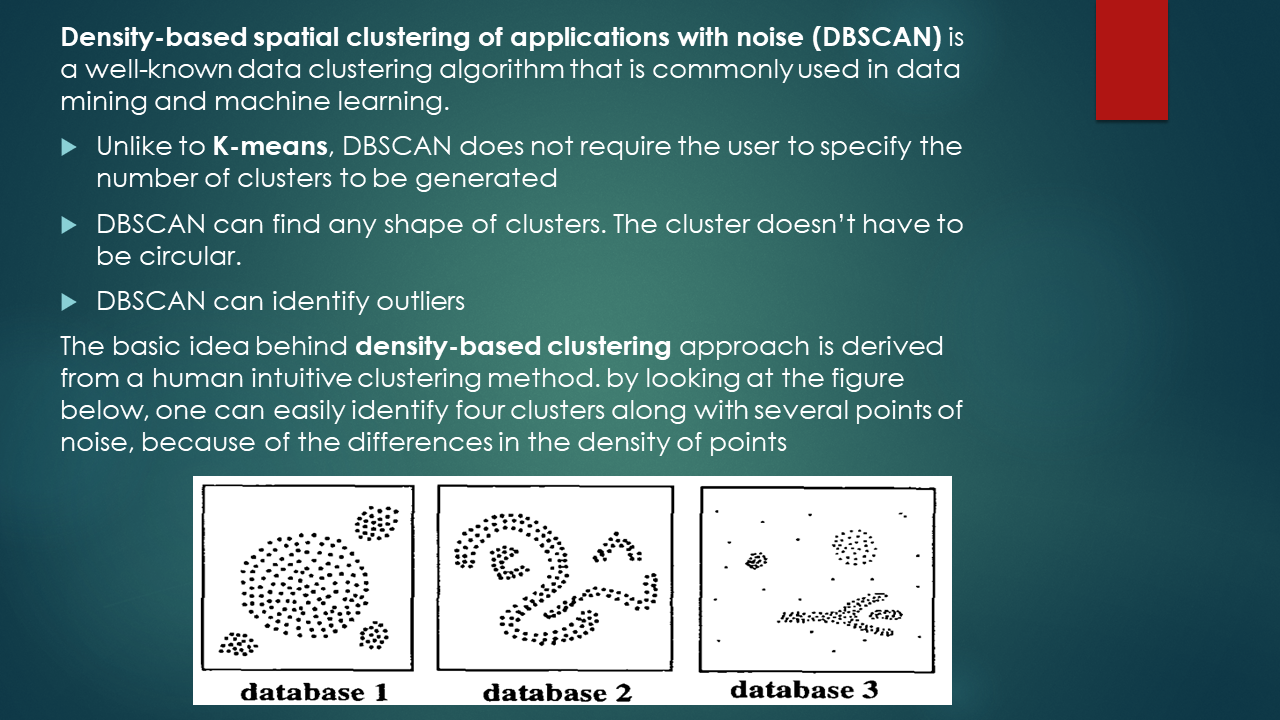 Density-based spatial clustering of applications with noise (DBSCAN) is
a well-known data clustering algorithm that is commonly used in data
mining and machine learning.
Unlike to K-means, DBSCAN does not require the user to specify the
number of clusters to be generated
DBSCAN can find any shape of clusters. The cluster doesn’t have to
be circular.
DBSCAN can identify outliers
The basic idea behind density-based clustering approach is derived
from a human intuitive clustering method. by looking at the figure
below, one can easily identify four clusters along with several points of
noise, because of the differences in the density of points
database 1
database 2
database 3